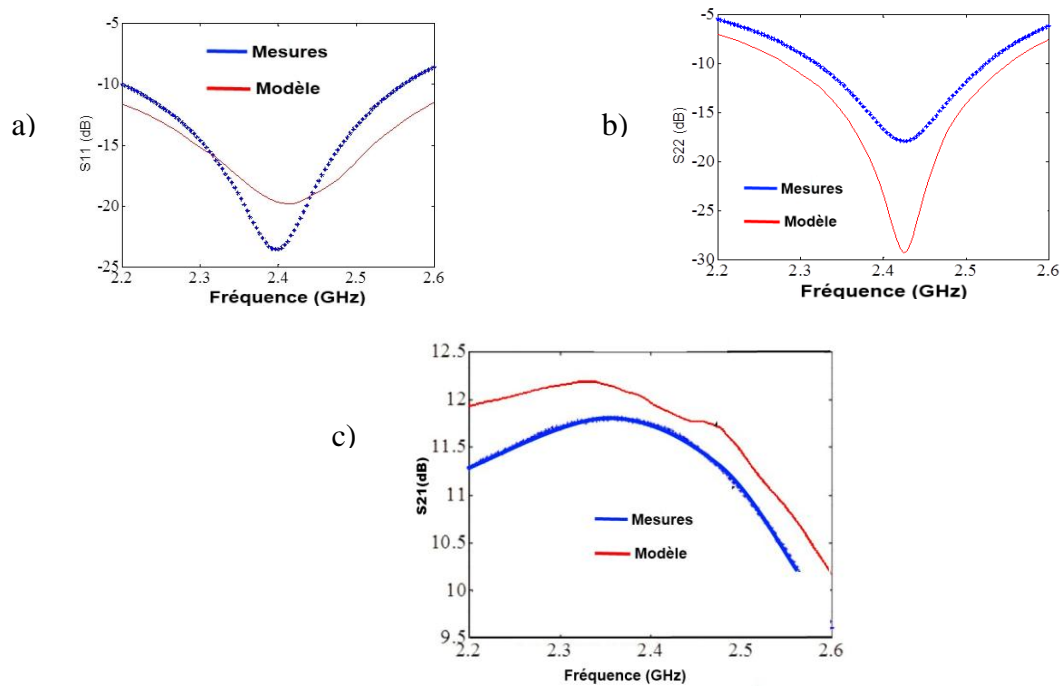 a)
S11 (dB)
-5
-10
-15
-20
-25
Mesures
Modèle
2.2 2.3 2.4 2.5 2.6
Fréquence (GHz)
b)
S22 (dB)
-5
-10
-15
-20
-25
-30
Mesures
Modèle
2.2 2.3 2.4 2.5 2.6
Fréquence (GHz)
c)
S21(dB)
12.5
12
11.5
11
10.5
10
9.5
Mesures
Modèle
2.2 2.3 2.4 2.5 2.6
Fréquence (GHz)